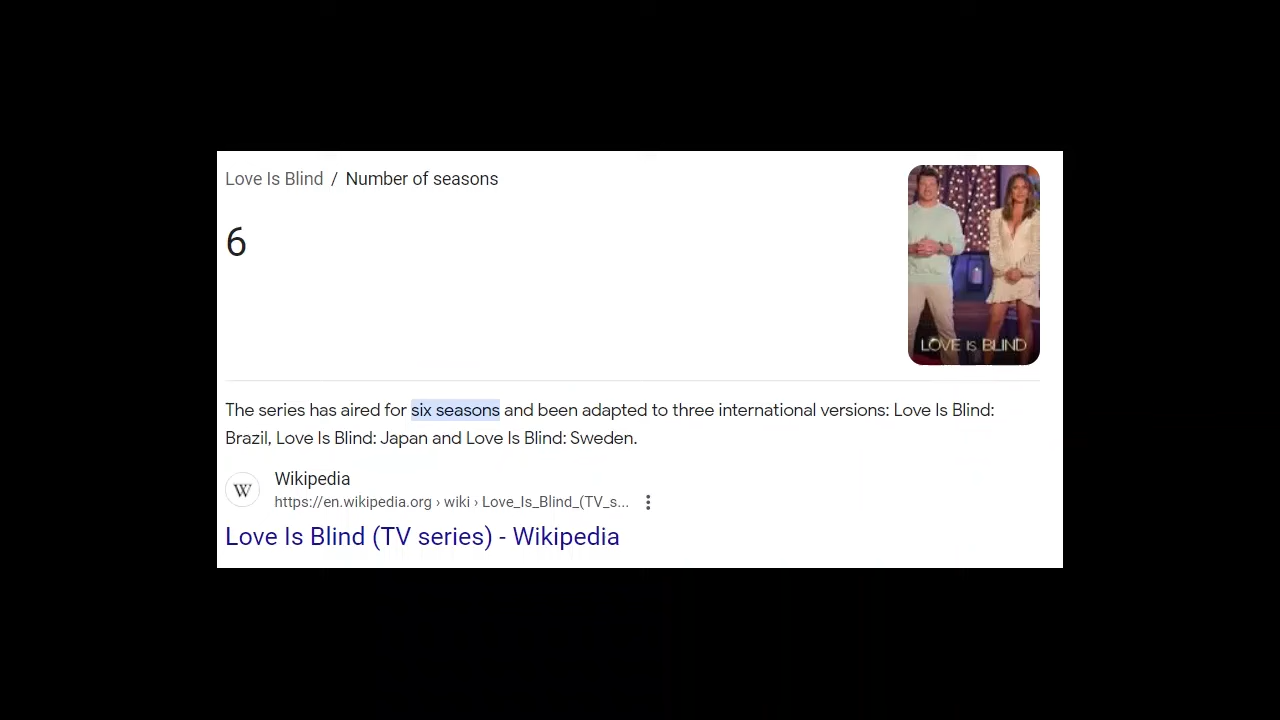 Love Is Blind / Number of seasons
6
LOVE IS BLIND
The series has aired for six seasons and been adapted to three international versions: Love Is Blind:
Brazil, Love Is Blind: Japan and Love Is Blind: Sweden.
W
Wikipedia
https://en.wikipedia.org › wiki › Love_Is_Blind_(TV_s...
Love Is Blind (TV series) - Wikipedia